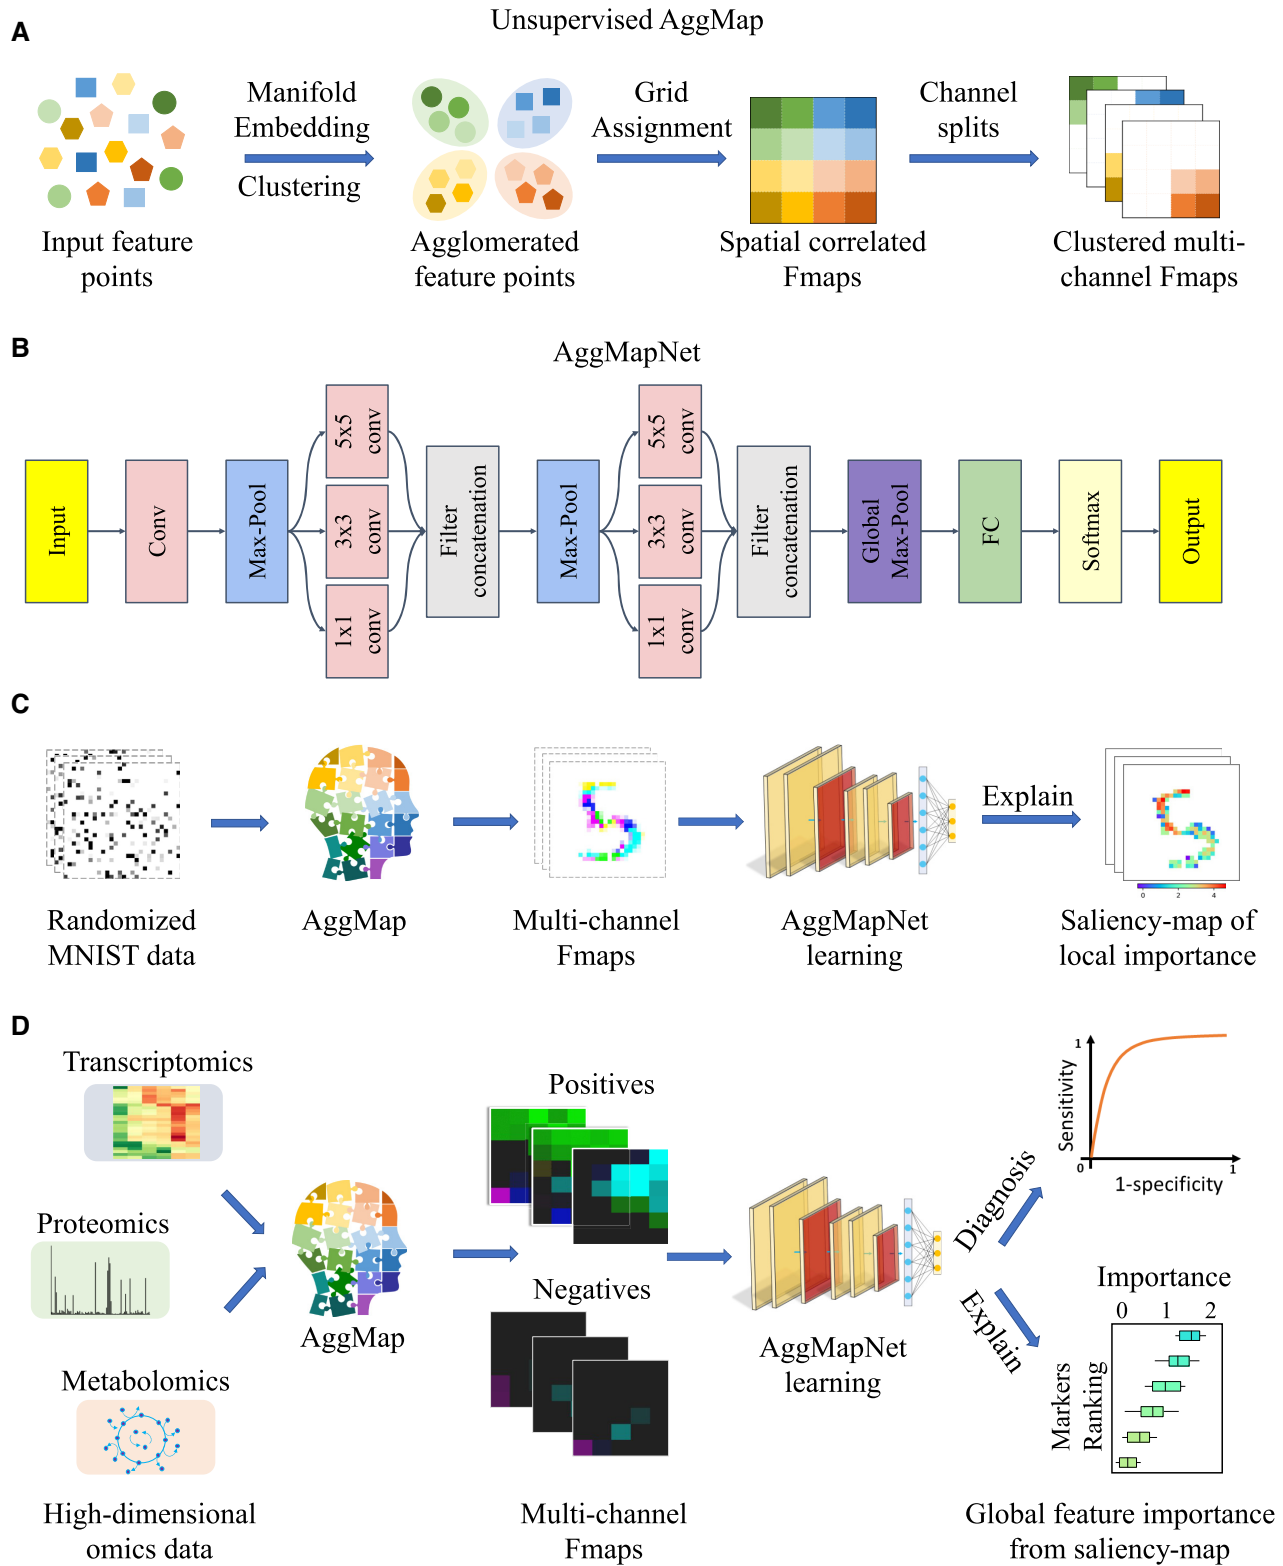 A
Unsupervised AggMap
Manifold
Embedding
Clustering
Grid
Assignment
Channel
splits
Input feature
points
Agglomerated
feature points
Spatial correlated
Fmaps
Clustered multi-
channel Fmaps
B
AggMapNet
Input
Conv
Max-Pool
5x5
conv
3x3
conv
1x1
conv
Filter
concatenation
Max-Pool
5x5
conv
3x3
conv
1x1
conv
Filter
concatenation
Global
Max-Pool
FC
Softmax
Output
C
Explain
0 2 4
Randomized
MNIST data
AggMap
Multi-channel
Fmaps
AggMapNet
learning
Saliency-map of
local importance
D
Transcriptomics
Proteomics
Metabolomics
High-dimensional
omics data
AggMap
Positives
Negatives
Multi-channel
Fmaps
AggMapNet
learning
Diagnosis
Explain
Sensitivity
1
0
1
1-specificity
Importance
0 1 2
Markers
Ranking
Global feature importance
from saliency-map